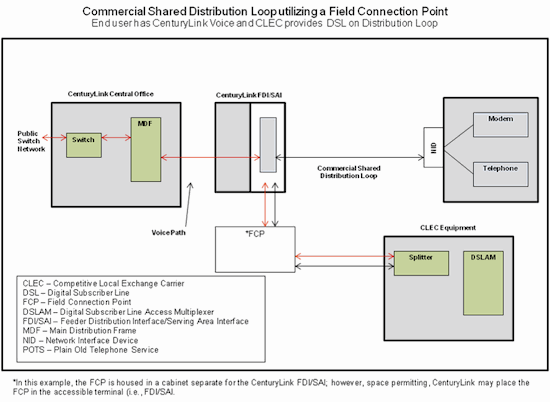 Commercial Shared Distribution Loop utilizing a Field Connection Point
End user has CenturyLink Voice and CLEC provides DSL on Distribution Loop
CenturyLink Central Office
CenturyLink FDI/SAI
MDF
Modem
Public
Switch
Network
Switch
NID
Commercial Shared
Distribution Loop
Telephone
Voice Path
*FCP
CLEC Equipment
Splitter
DSLAM
CLEC – Competitive Local Exchange Carrier
DSL – Digital Subscriber Line
FCP – Field Connection Point
DSLAM – Digital Subscriber Line Access Multiplexer
FDI/SAI – Feeder Distribution Interface/Serving Area Interface
MDF – Main Distribution Frame
NID – Network Interface Device
POTS – Plain Old Telephone Service
*In this example, the FCP is housed in a cabinet separate for the CenturyLink FDI/SAI; however, space permitting, CenturyLink may place the
FCP in the accessible terminal (i.e., FDI/SAI.